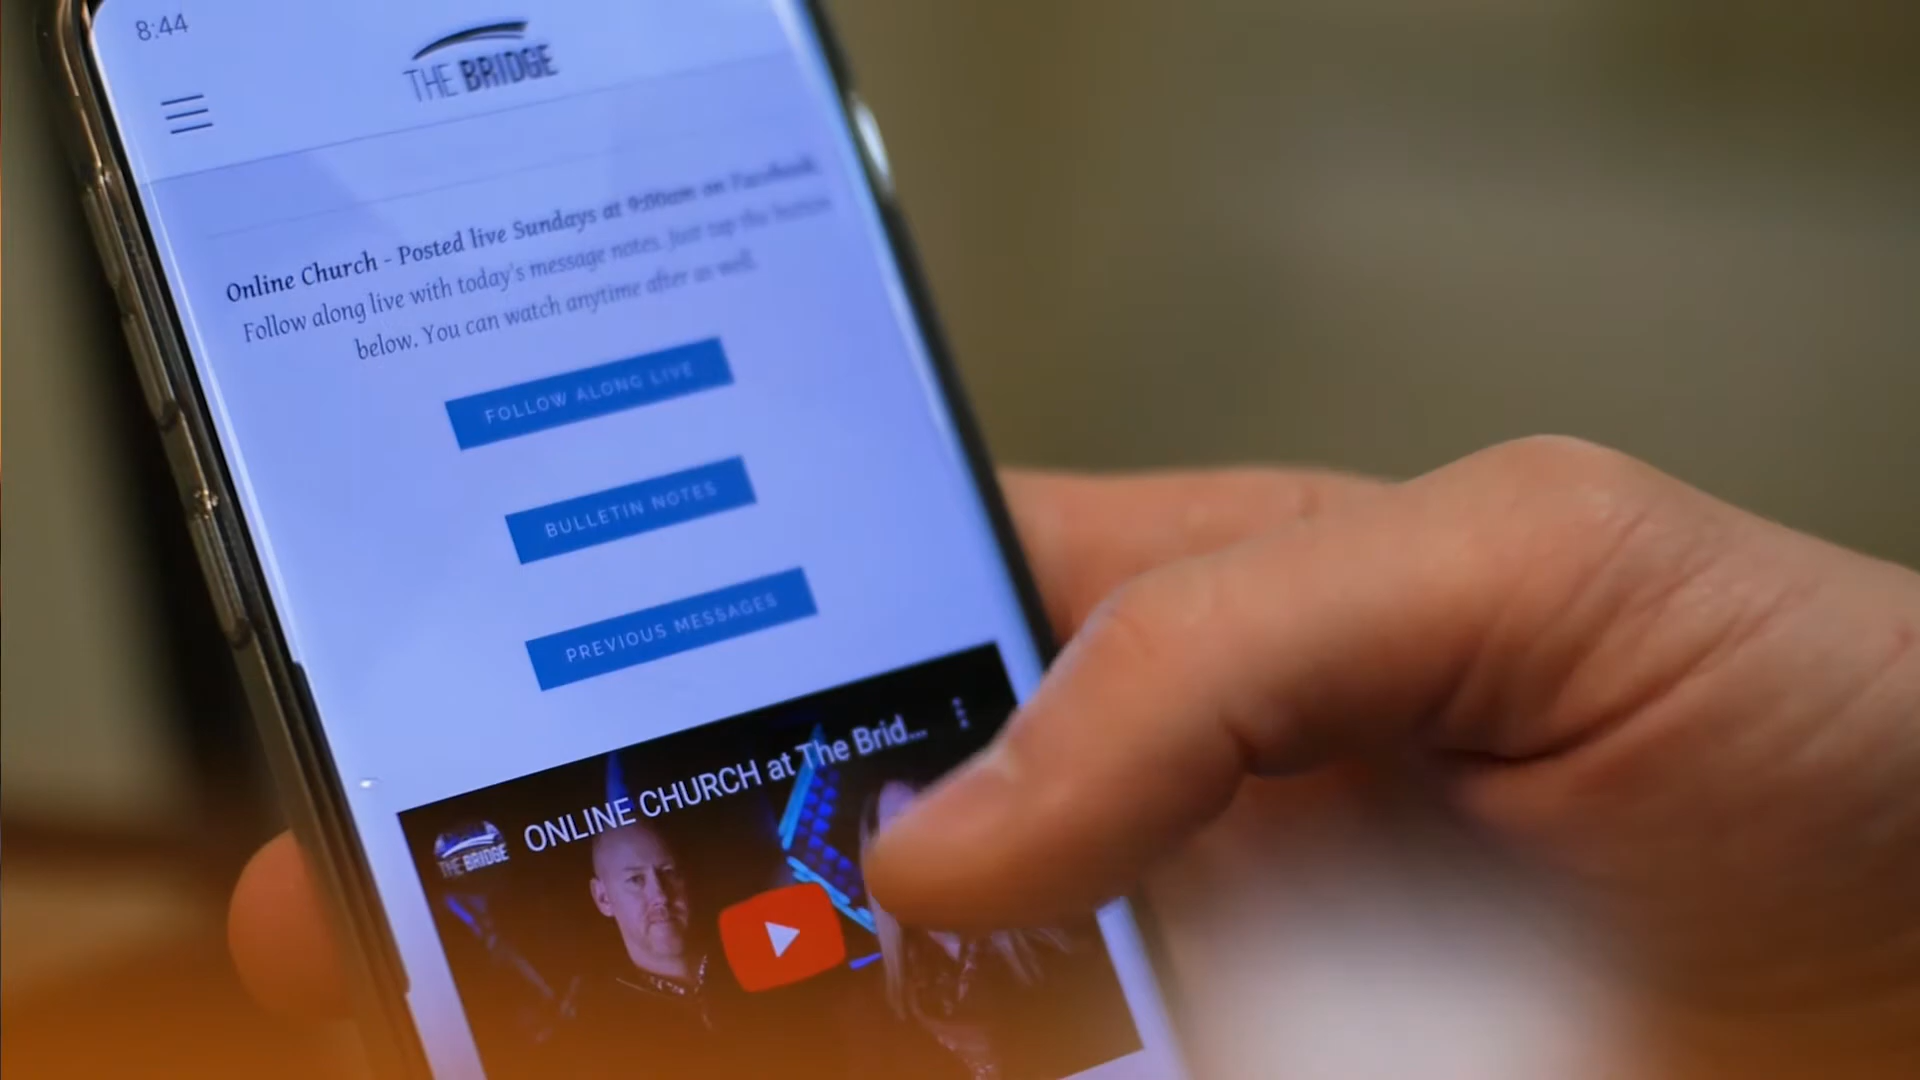 8:44
THE BRIDGE
Online Church - Posted live Sundays at 9:00am on Facebook.
Follow along live with today's message notes. Just tap the button
below. You can watch anytime after as well.
FOLLOW ALONG LIVE
BULLETIN NOTES
PREVIOUS MESSAGES
ONLINE CHURCH at The Brid...
THE BRIDGE